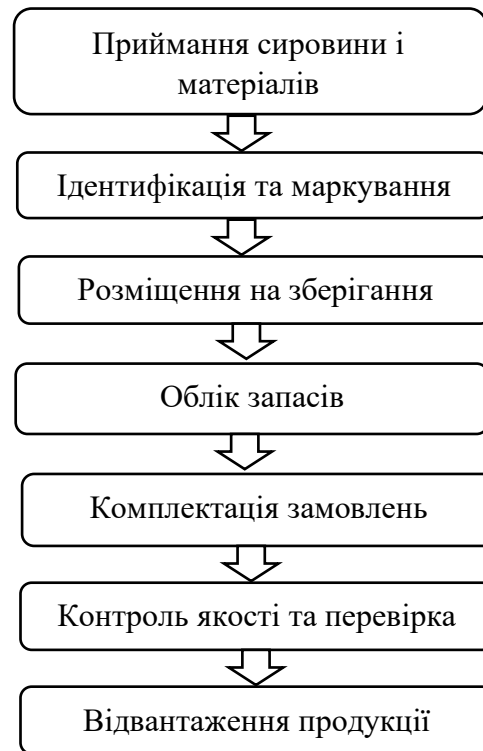 Приймання сировини і
матеріалів
Ідентифікація та маркування
Розміщення на зберігання
Облік запасів
Комплектація замовлень
Контроль якості та перевірка
Відвантаження продукції